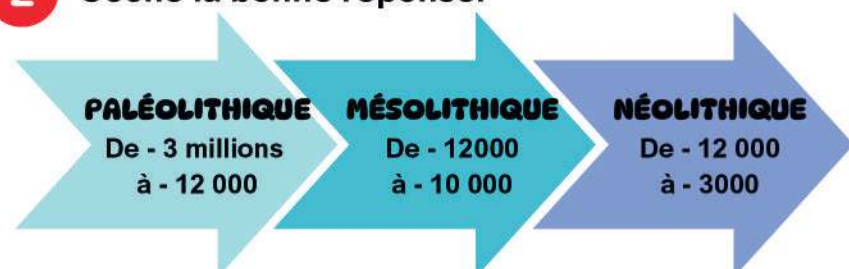 PALÉOLITHIQUE
De - 3 millions
à - 12 000
MÉSOLITHIQUE
De - 12000
à - 10 000
NÉOLITHIQUE
De - 12 000
à - 3000